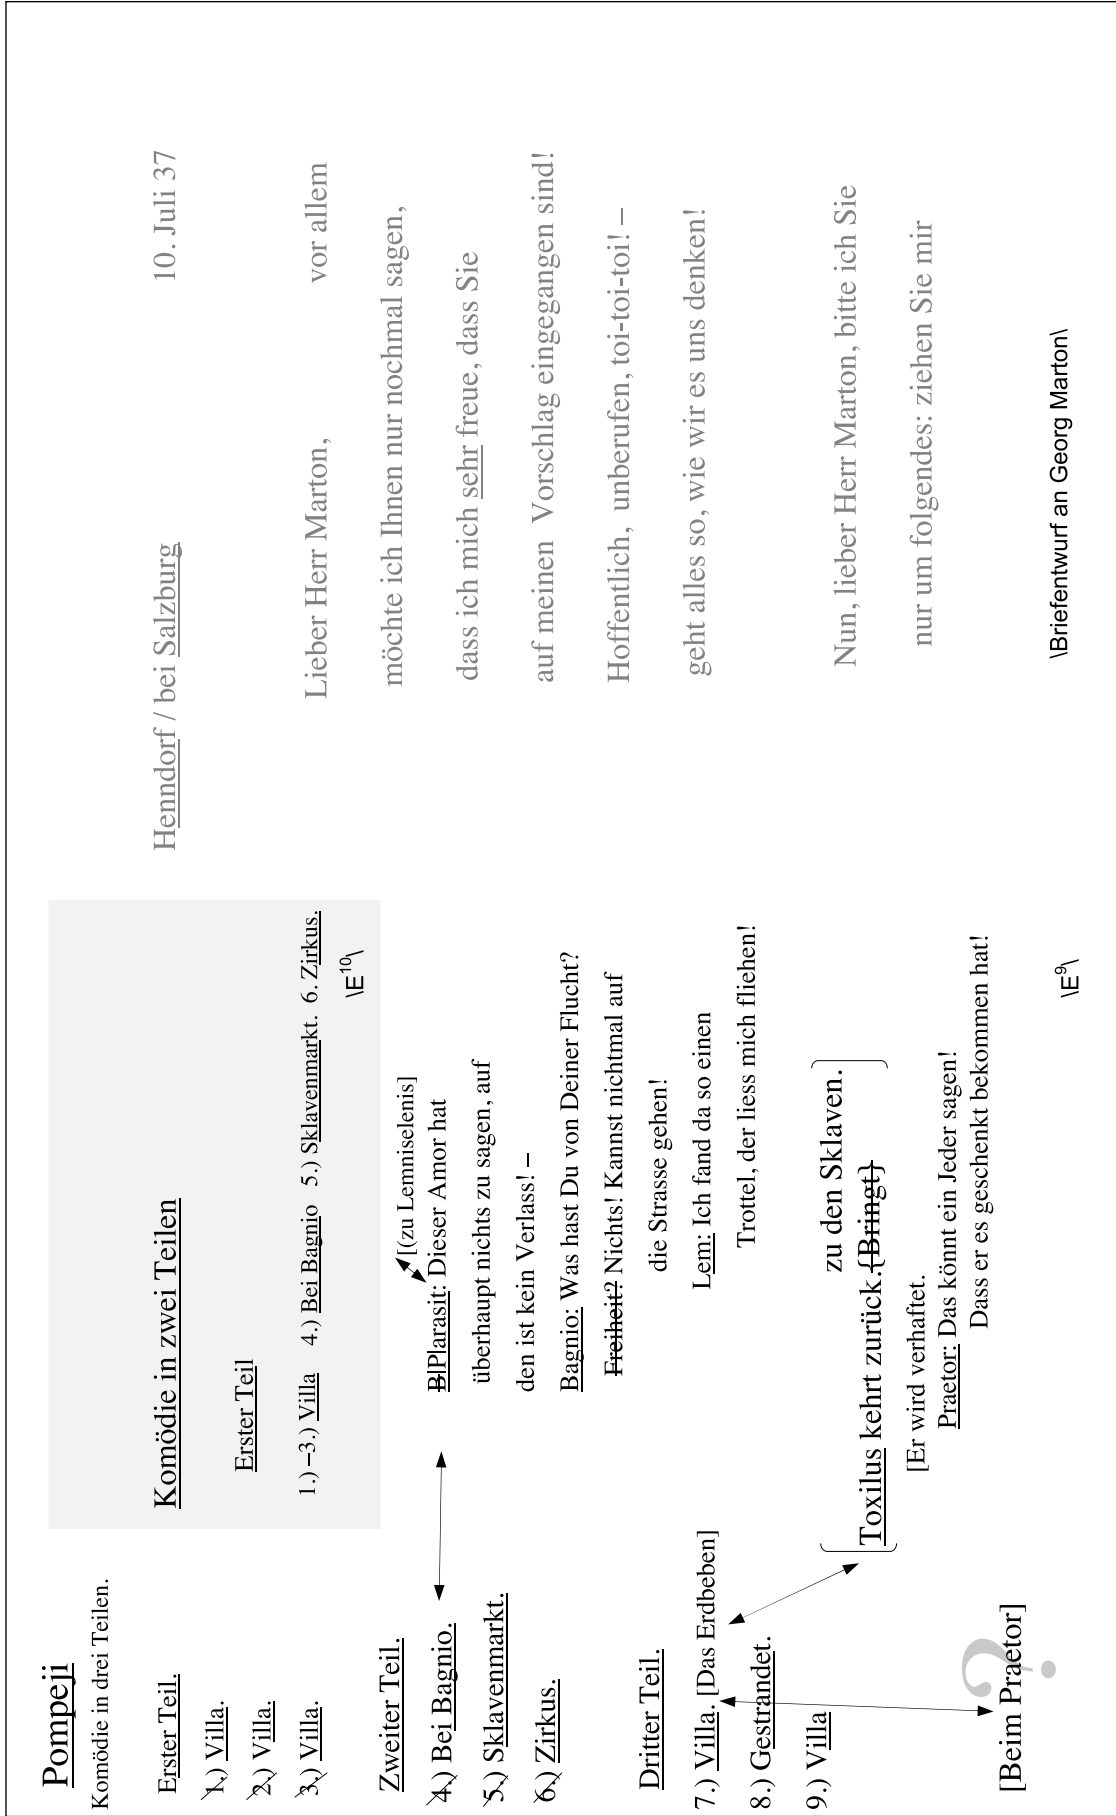 Pompeji
Komödie in drei Teilen.
Erster Teil.
1.) Villa.
2.) Villa.
3.) Villa.
Zweiter Teil.
4.) Bei Bagnio.
5.) Sklavenmarkt.
6.) Zirkus.
Dritter Teil.
7.) Villa. [Das Erdbeben]
8.) Gestrandet.
9.) Villa
?
[Beim Praetor]
Komödie in zwei Teilen
Erster Teil
1.) –3.) Villa 4.) Bei Bagnio 5.) Sklavenmarkt. 6. Zirkus.
\E10\
[(zu Lemniselenis]
B|P|arasit: Dieser Amor hat
überhaupt nichts zu sagen, auf
den ist kein Verlass! –
Bagnio: Was hast Du von Deiner Flucht?
Freiheit? Nichts! Kannst nichtmal auf
die Strasse gehen!
Lem: Ich fand da so einen
Trottel, der liess mich fliehen!
zu den Sklaven.
Toxilus kehrt zurück.{Bringt}
[Er wird verhaftet.
Praetor: Das könnt ein Jeder sagen!
Dass er es geschenkt bekommen hat!
\E9\
Henndorf / bei Salzburg 10. Juli 37
Lieber Herr Marton, vor allem
möchte ich Ihnen nur nochmal sagen,
dass ich mich sehr freue, dass Sie
auf meinen Vorschlag eingegangen sind!
Hoffentlich, unberufen, toi-toi-toi! –
geht alles so, wie wir es uns denken!
Nun, lieber Herr Marton, bitte ich Sie
nur um folgendes: ziehen Sie mir
\Briefentwurf an Georg Marton\